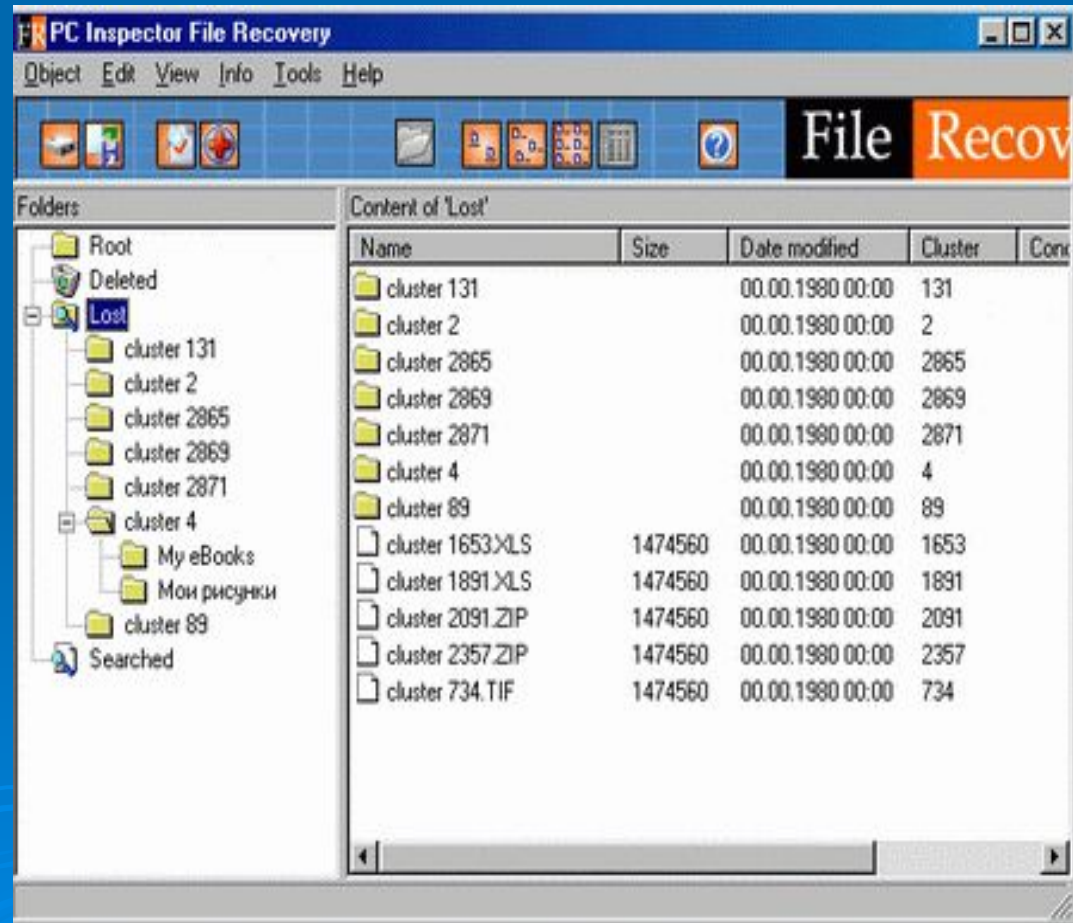 FR PC Inspector File Recovery
Object Edit View Info Tools Help
File Recov
Folders
Root
Deleted
Lost
cluster 131
cluster 2
cluster 2865
cluster 2869
cluster 2871
cluster 4
My eBooks
Мои рисунки
cluster 89
Searched
Content of 'Lost'
Name Size Date modified Cluster Cond
cluster 131 00.00.1980 00:00 131
cluster 2 00.00.1980 00:00 2
cluster 2865 00.00.1980 00:00 2865
cluster 2869 00.00.1980 00:00 2869
cluster 2871 00.00.1980 00:00 2871
cluster 4 00.00.1980 00:00 4
cluster 89 00.00.1980 00:00 89
cluster 1653.XLS 1474560 00.00.1980 00:00 1653
cluster 1891.XLS 1474560 00.00.1980 00:00 1891
cluster 2091.ZIP 1474560 00.00.1980 00:00 2091
cluster 2357.ZIP 1474560 00.00.1980 00:00 2357
cluster 734.TIF 1474560 00.00.1980 00:00 734